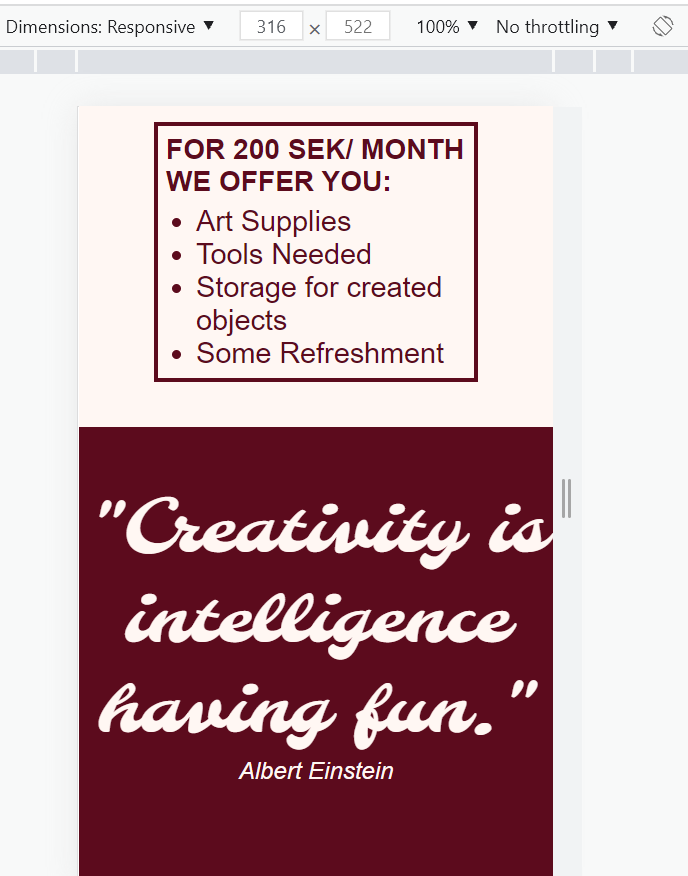 Dimensions: Responsive ▼ 316 × 522 100% ▼ No throttling ▼
FOR 200 SEK/ MONTH
WE OFFER YOU:
• Art Supplies
• Tools Needed
• Storage for created
objects
• Some Refreshment
"Creativity is
intelligence
having fun."
Albert Einstein